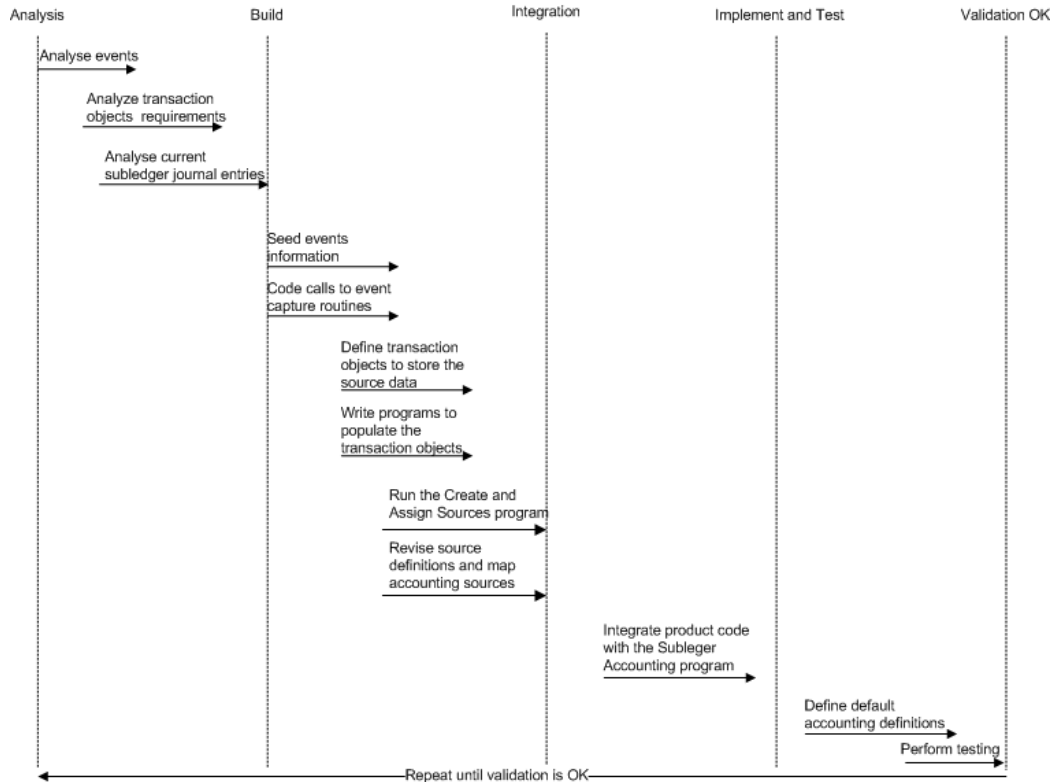 Analysis
Build
Integration
Implement and Test
Validation OK
Analyse events
Analyze transaction
objects requirements
Analyse current
subledger journal entries
Seed events
information
Code calls to event
capture routines
Define transaction
objects to store the
source data
Write programs to
populate the
transaction objects
Run the Create and
Assign Sources program
Revise source
definitions and map
accounting sources
Integrate product code
with the Subleger
Accounting program
Define default
accounting definitions
Perform testing
Repeat until validation is OK